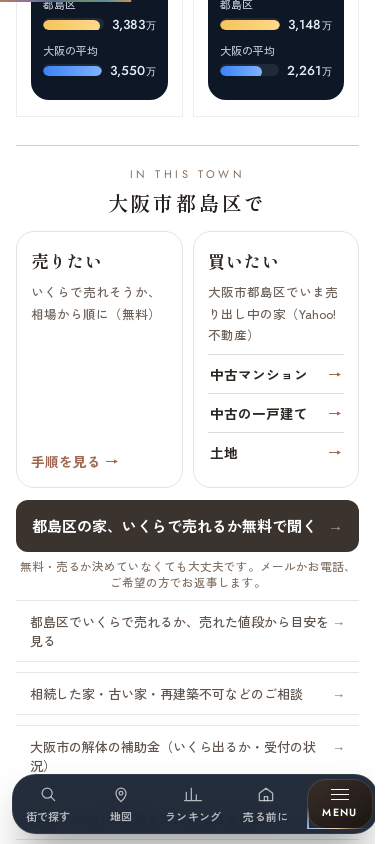 都島区
3,383万
大阪の平均
3,550万
都島区
3,148万
大阪の平均
2,261万
IN THIS TOWN
大阪市都島区で
売りたい
いくらで売れそうか、
相場から順に（無料）
手順を見る →
買いたい
大阪市都島区でいま売
り出し中の家（Yahoo!
不動産）
中古マンション →
中古の一戸建て →
土地 →
都島区の家、いくらで売れるか無料で聞く →
無料・売るか決めていなくても大丈夫です。メールかお電話、
ご希望の方でお返事します。
都島区でいくらで売れるか、売れた値段から目安を →
見る
相続した家・古い家・再建築不可などのご相談 →
大阪市の解体の補助金（いくら出るか・受付の状 →
況）
街で探す
地図
ランキング
売る前に
MENU